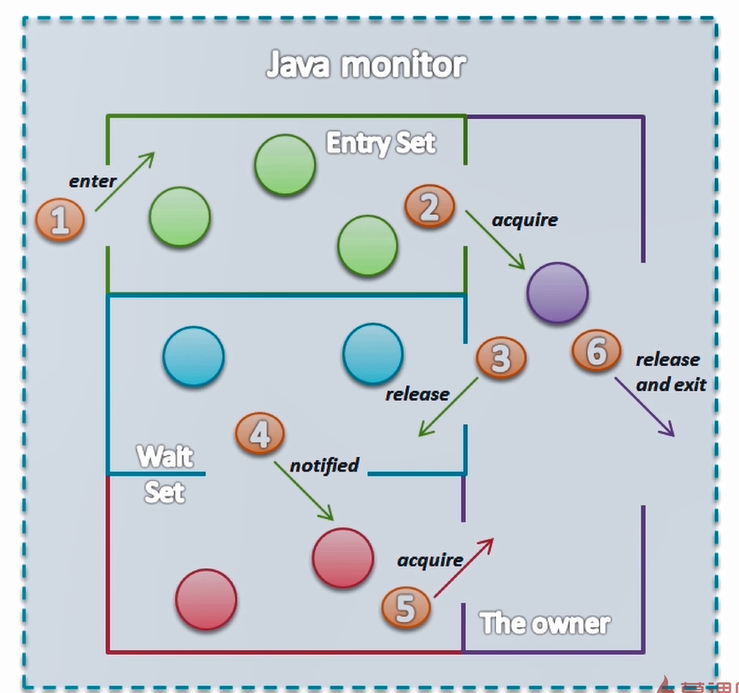 Java monitor
Entry Set
enter
1
2
acquire
3
6
release
and exit
release
4
Wait
Set
notified
acquire
5
The owner